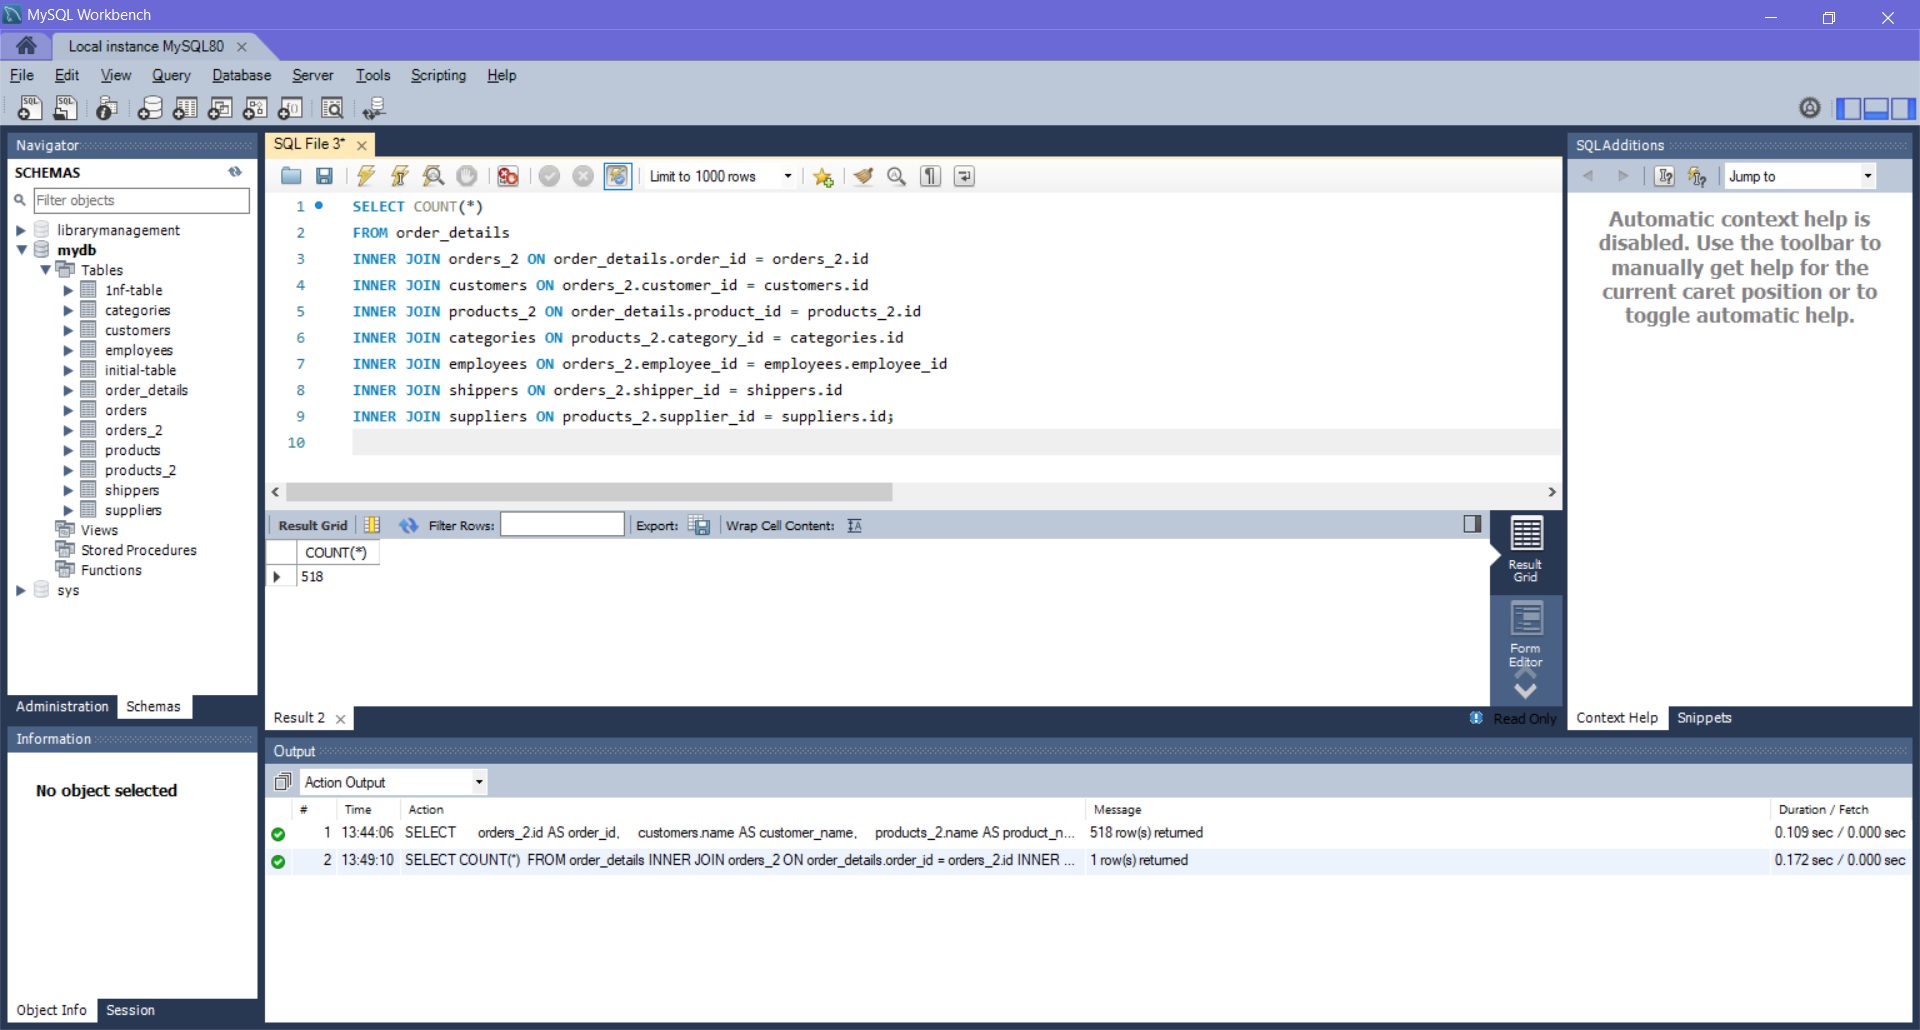 MySQL Workbench
Local instance MySQL80
File Edit View Query Database Server Tools Scripting Help
Navigator
SCHEMAS
Filter objects
librarymanagement
mydb
Tables
1nf-table
categories
customers
employees
initial-table
order_details
orders
orders_2
products
products_2
shippers
suppliers
Views
Stored Procedures
Functions
sys
Administration Schemas
Information
No object selected
Object Info Session
SQL File 3*
Limit to 1000 rows
1 SELECT COUNT(*)
2 FROM order_details
3 INNER JOIN orders_2 ON order_details.order_id = orders_2.id
4 INNER JOIN customers ON orders_2.customer_id = customers.id
5 INNER JOIN products_2 ON order_details.product_id = products_2.id
6 INNER JOIN categories ON products_2.category_id = categories.id
7 INNER JOIN employees ON orders_2.employee_id = employees.employee_id
8 INNER JOIN shippers ON orders_2.shipper_id = shippers.id
9 INNER JOIN suppliers ON products_2.supplier_id = suppliers.id;
10
Result Grid Filter Rows: Export: Wrap Cell Content:
COUNT(*)
518
Result
Grid
Form
Editor
Result 2
Read Only
SQLAdditions
Jump to
Automatic context help is
disabled. Use the toolbar to
manually get help for the
current caret position or to
toggle automatic help.
Context Help Snippets
Output
Action Output
# Time Action Message Duration / Fetch
1 13:44:06 SELECT orders_2.id AS order_id, customers.name AS customer_name, products_2.name AS product_n... 518 row(s) returned 0.109 sec / 0.000 sec
2 13:49:10 SELECT COUNT(*) FROM order_details INNER JOIN orders_2 ON order_details.order_id = orders_2.id INNER ... 1 row(s) returned 0.172 sec / 0.000 sec